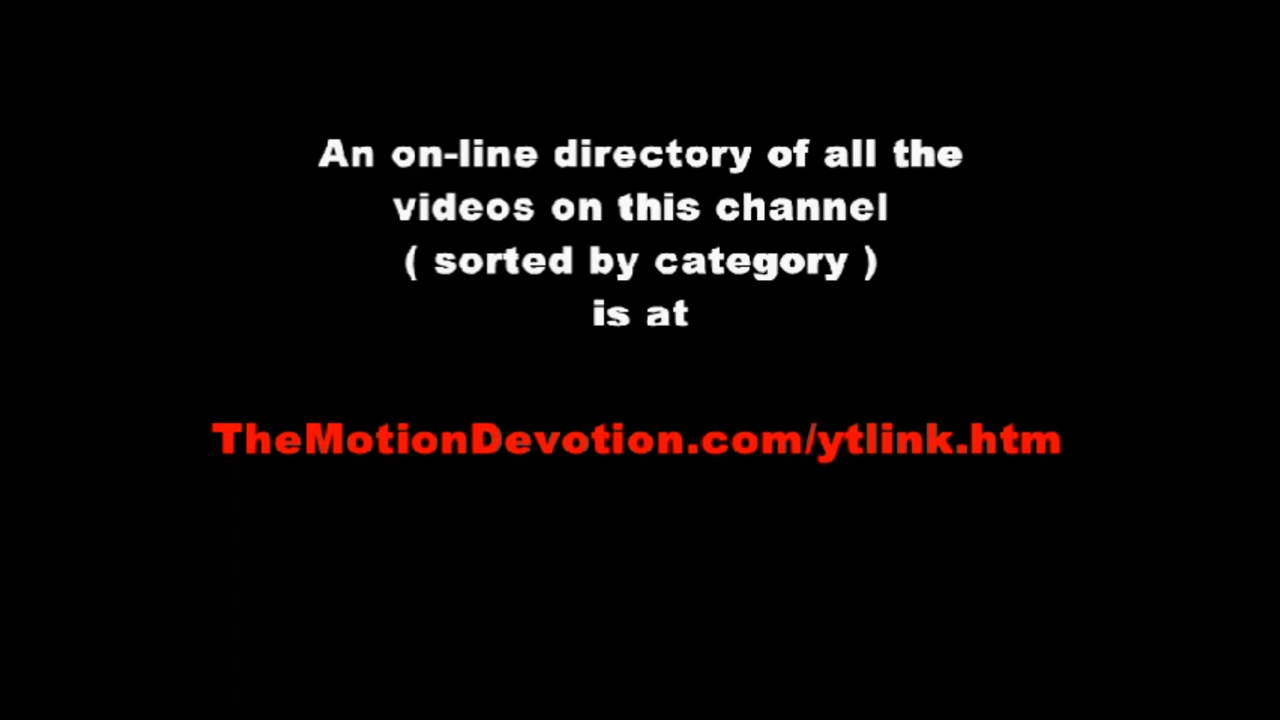 An on-line directory of all the
videos on this channel
( sorted by category )
is at
TheMotionDevotion.com/ytlink.htm